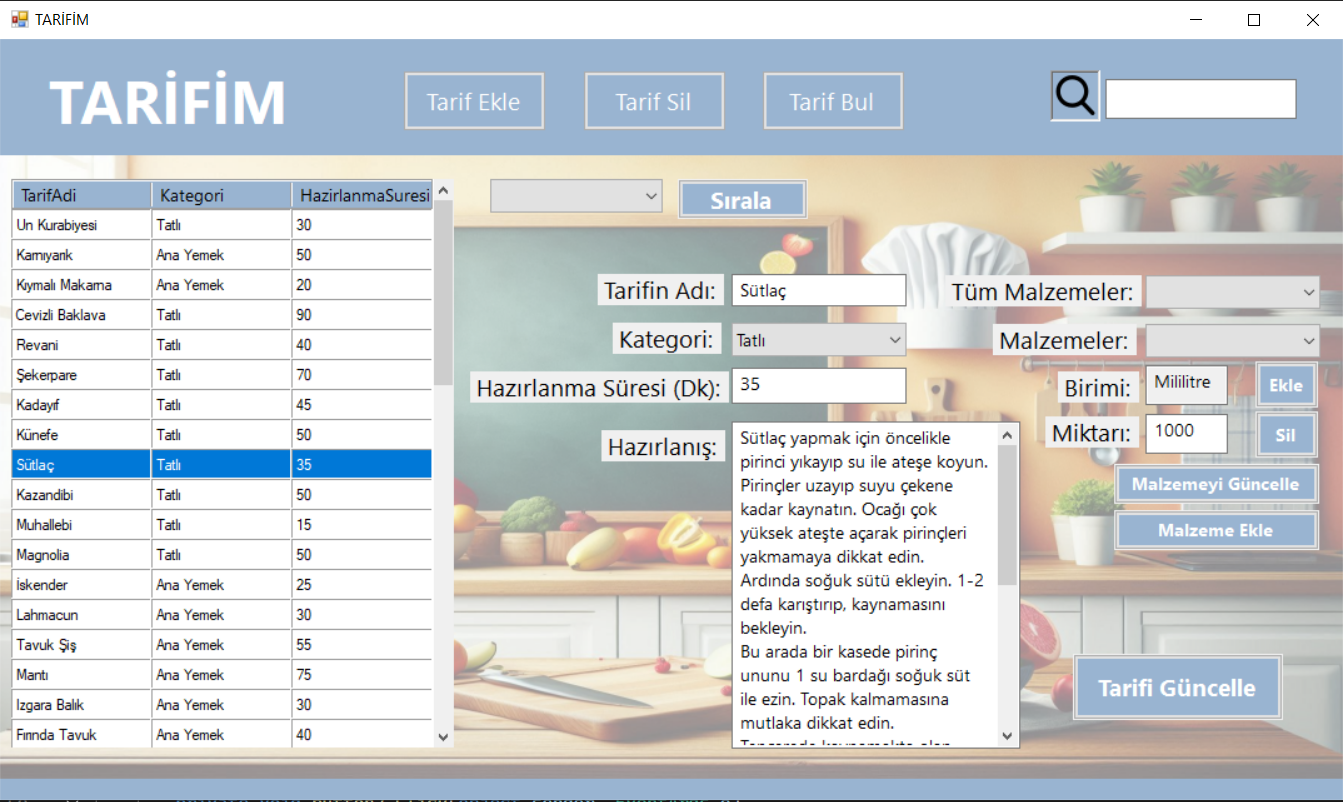 TARİFİM
TARİFİM
Tarif Ekle
Tarif Sil
Tarif Bul
TarifAdi Kategori HazirlanmaSuresi
Un Kurabiyesi Tatlı 30
Karnıyarık Ana Yemek 50
Kıymalı Makarna Ana Yemek 20
Cevizli Baklava Tatlı 90
Revani Tatlı 40
Şekerpare Tatlı 70
Kadayıf Tatlı 45
Künefe Tatlı 50
Sütlaç Tatlı 35
Kazandibi Tatlı 50
Muhallebi Tatlı 15
Magnolia Tatlı 50
İskender Ana Yemek 25
Lahmacun Ana Yemek 30
Tavuk Şiş Ana Yemek 55
Mantı Ana Yemek 75
Izgara Balık Ana Yemek 30
Fırında Tavuk Ana Yemek 40
Sırala
Tarifin Adı: Sütlaç
Kategori: Tatlı
Hazırlanma Süresi (Dk): 35
Hazırlanış:
Sütlaç yapmak için öncelikle
pirinci yıkayıp su ile ateşe koyun.
Pirinçler uzayıp suyu çekene
kadar kaynatın. Ocağı çok
yüksek ateşte açarak pirinçleri
yakmamaya dikkat edin.
Ardında soğuk sütü ekleyin. 1-2
defa karıştırıp, kaynamasını
bekleyin.
Bu arada bir kasede pirinç
ununu 1 su bardağı soğuk süt
ile ezin. Topak kalmamasına
mutlaka dikkat edin.
Tüm Malzemeler:
Malzemeler:
Birimi: Mililitre Ekle
Miktarı: 1000 Sil
Malzemeyi Güncelle
Malzeme Ekle
Tarifi Güncelle